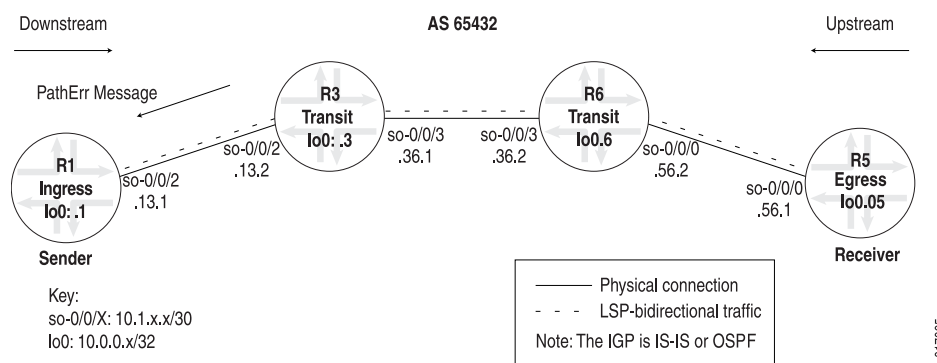 Downstream
AS 65432
Upstream
PathErr Message
R3
Transit
lo0: .3
R6
Transit
lo0.6
R1
Ingress
lo0: .1
so-0/0/2
.13.1
so-0/0/2
.13.2
so-0/0/3
.36.1
so-0/0/3
.36.2
so-0/0/0
.56.2
so-0/0/0
.56.1
R5
Egress
lo0.05
Sender
Receiver
Key:
so-0/0/X: 10.1.x.x/30
lo0: 10.0.0.x/32
Physical connection
LSP-bidirectional traffic
Note: The IGP is IS-IS or OSPF